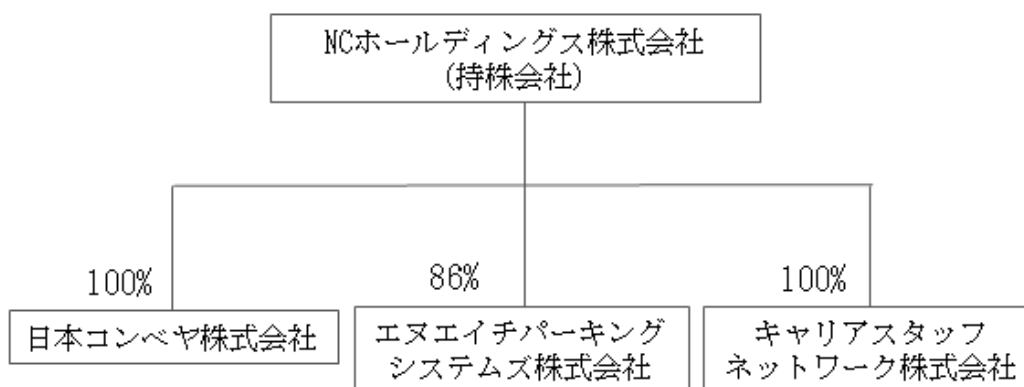 NCホールディングス株式会社
(持株会社)
100%
86%
100%
日本コンベヤ株式会社
エヌエイチパーキング
システムズ株式会社
キャリアスタッフ
ネットワーク株式会社